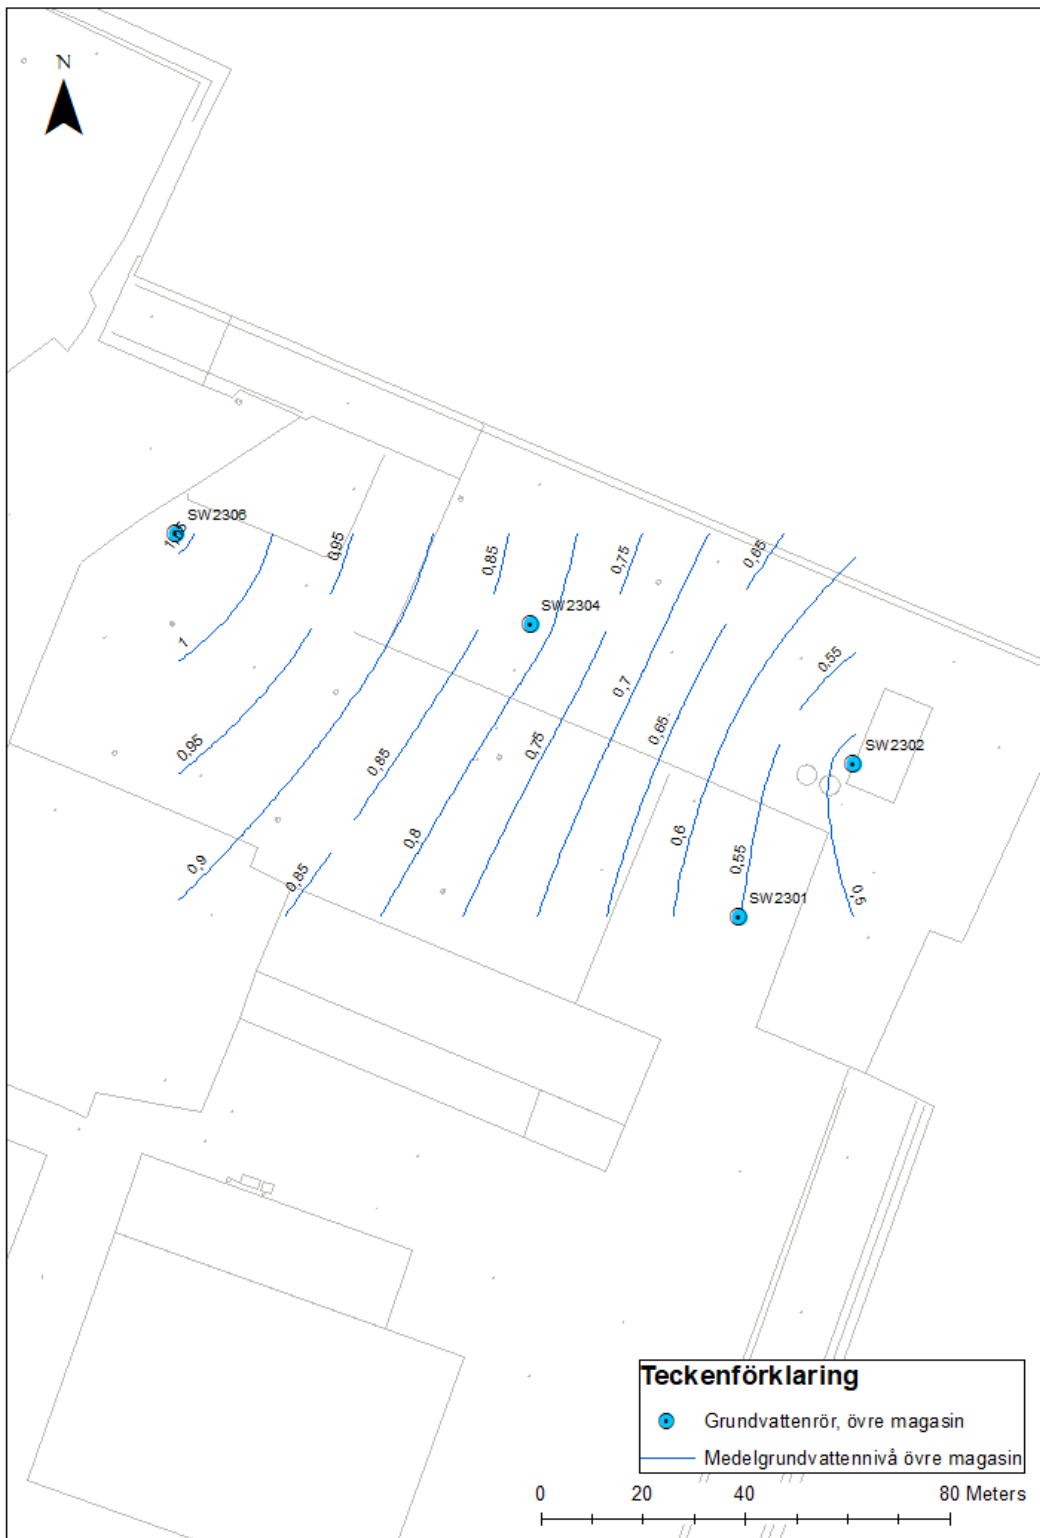 N
SW2306
1,05
0,95
0,85
0,75
0,65
SW2304
1
0,55
0,7
0,65
0,95
0,75
0,85
SW2302
0,6
0,8
0,55
0,9
0,85
0,5
SW2301
Teckenförklaring
Grundvattenrör, övre magasin
Medelgrundvattennivå övre magasin
0 20 40 80 Meters